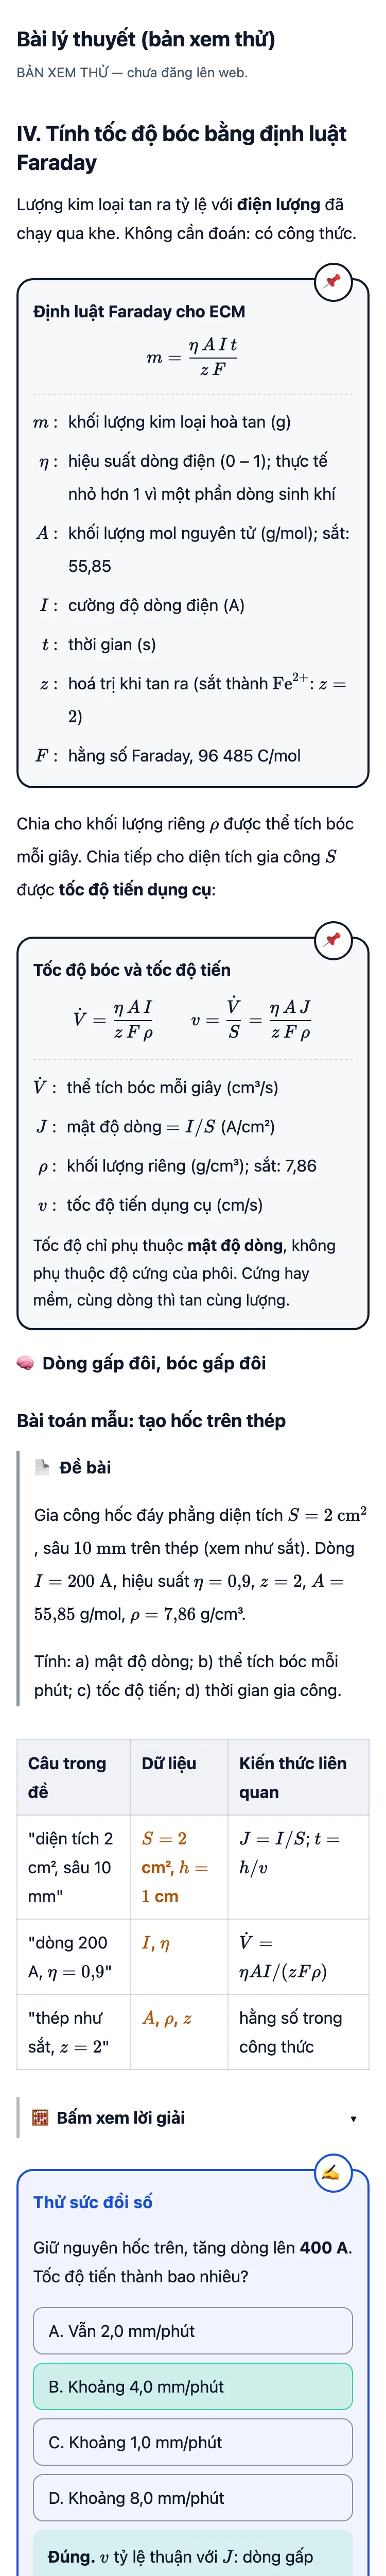 Bài lý thuyết (bản xem thử)
BẢN XEM THỬ — chưa đăng lên web.
IV. Tính tốc độ bóc bằng định luật
Faraday
Lượng kim loại tan ra tỷ lệ với điện lượng đã
chạy qua khe. Không cần đoán: có công thức.
Định luật Faraday cho ECM
m = η A I t / z F
m : khối lượng kim loại hoà tan (g)
η : hiệu suất dòng điện (0 – 1); thực tế
nhỏ hơn 1 vì một phần dòng sinh khí
A : khối lượng mol nguyên tử (g/mol); sắt:
55,85
I : cường độ dòng điện (A)
t : thời gian (s)
z : hoá trị khi tan ra (sắt thành Fe²⁺: z =
2)
F : hằng số Faraday, 96 485 C/mol
Chia cho khối lượng riêng ρ được thể tích bóc
mỗi giây. Chia tiếp cho diện tích gia công S
được tốc độ tiến dụng cụ:
Tốc độ bóc và tốc độ tiến
V̇ = η A I / z F ρ   v = V̇ / S = η A J / z F ρ
V̇ : thể tích bóc mỗi giây (cm³/s)
J : mật độ dòng = I/S (A/cm²)
ρ : khối lượng riêng (g/cm³); sắt: 7,86
v : tốc độ tiến dụng cụ (cm/s)
Tốc độ chỉ phụ thuộc mật độ dòng, không
phụ thuộc độ cứng của phôi. Cứng hay
mềm, cùng dòng thì tan cùng lượng.
🧠 Dòng gấp đôi, bóc gấp đôi
Bài toán mẫu: tạo hốc trên thép
Đề bài
Gia công hốc đáy phẳng diện tích S = 2 cm²
, sâu 10 mm trên thép (xem như sắt). Dòng
I = 200 A, hiệu suất η = 0,9, z = 2, A =
55,85 g/mol, ρ = 7,86 g/cm³.
Tính: a) mật độ dòng; b) thể tích bóc mỗi
phút; c) tốc độ tiến; d) thời gian gia công.
Câu trong
đề
Dữ liệu
Kiến thức liên
quan
"diện tích 2
cm², sâu 10
mm"
S = 2
cm², h =
1 cm
J = I/S; t =
h/v
"dòng 200
A, η = 0,9"
I, η
V̇ =
ηAI/(zFρ)
"thép như
sắt, z = 2"
A, ρ, z
hằng số trong
công thức
🧮 Bấm xem lời giải ▼
Thử sức đổi số
Giữ nguyên hốc trên, tăng dòng lên 400 A.
Tốc độ tiến thành bao nhiêu?
A. Vẫn 2,0 mm/phút
B. Khoảng 4,0 mm/phút
C. Khoảng 1,0 mm/phút
D. Khoảng 8,0 mm/phút
Đúng. v tỷ lệ thuận với J: dòng gấp